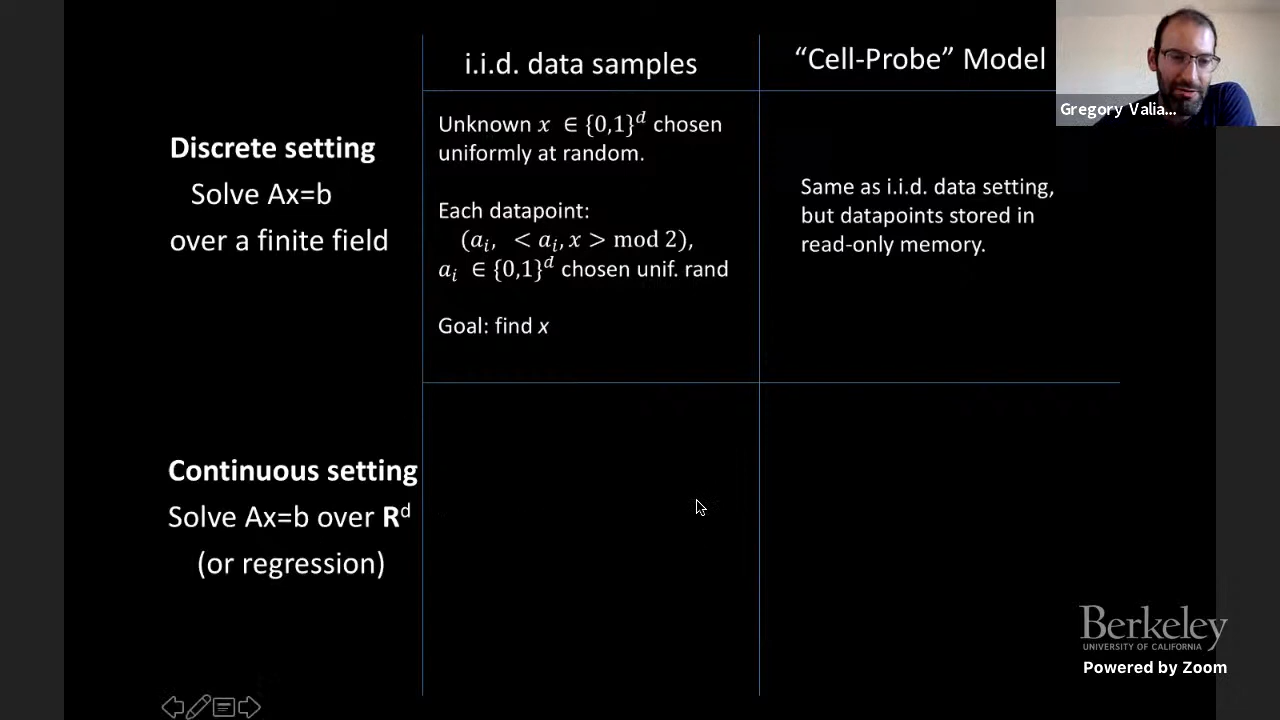 i.i.d. data samples
"Cell-Probe" Model
Gregory Valia...
Discrete setting
Solve Ax=b
over a finite field
Unknown x ∈ {0,1}^d chosen
uniformly at random.
Each datapoint:
(a_i, < a_i, x > mod 2),
a_i ∈ {0,1}^d chosen unif. rand
Goal: find x
Same as i.i.d. data setting,
but datapoints stored in
read-only memory.
Continuous setting
Solve Ax=b over R^d
(or regression)
Berkeley
UNIVERSITY OF CALIFORNIA
Powered by Zoom